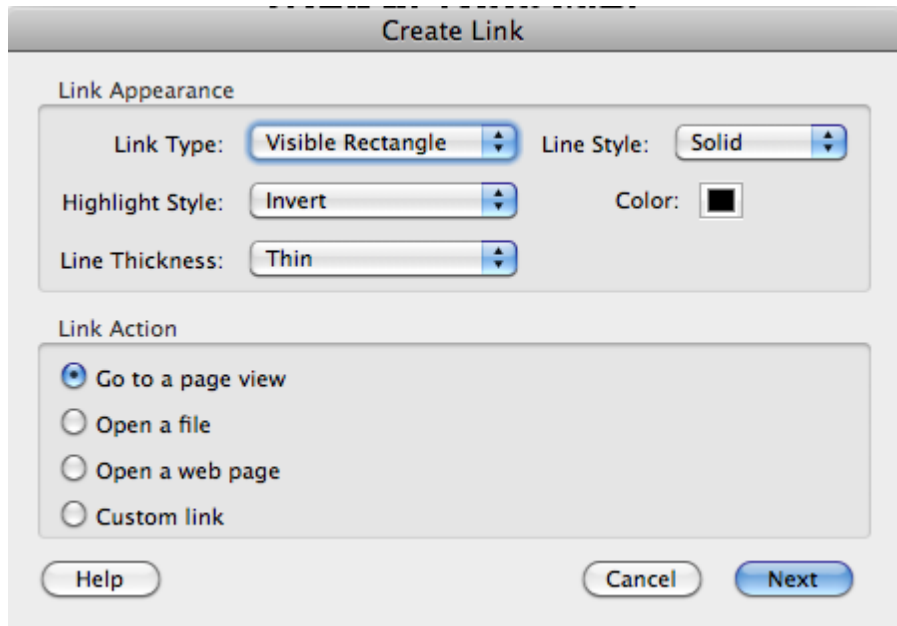 Create Link
Link Appearance
Link Type: Visible Rectangle Line Style: Solid
Highlight Style: Invert Color:
Line Thickness: Thin
Link Action
Go to a page view
Open a file
Open a web page
Custom link
Help Cancel Next